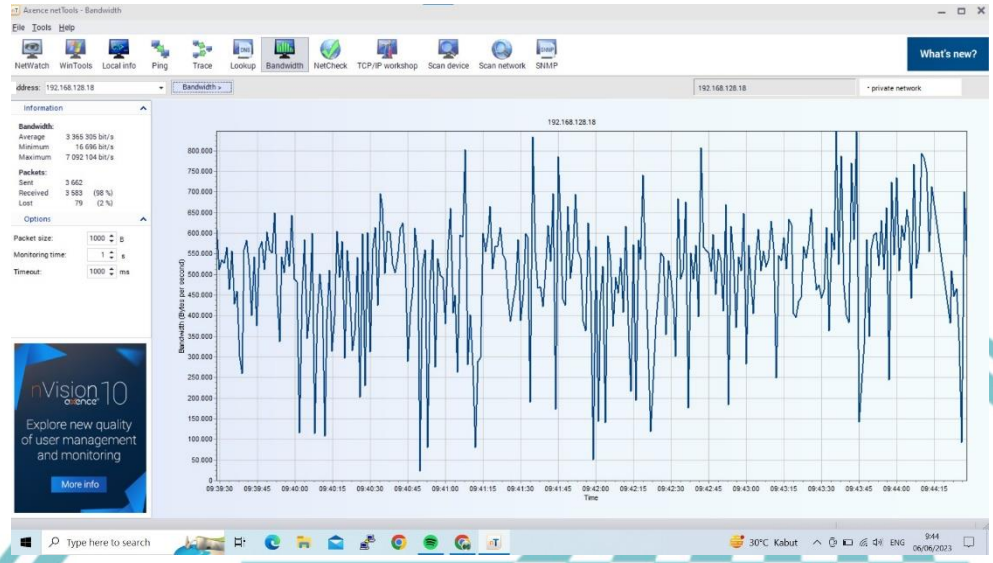 Axence netTools - Bandwidth
File Tools Help
NetWatch WinTools Local info Ping Trace Lookup Bandwidth NetCheck TCP/IP workshop Scan device Scan network SNMP
What's new?
ddress: 192.168.128.18 Bandwidth 192.168.128.18 - private network
Information
Bandwidth:
Average 3 365 305 bit/s
Minimum 16 696 bit/s
Maximum 7 092 104 bit/s
Packets:
Sent 3 662
Received 3 583 (98 %)
Lost 79 (2 %)
Options
Packet size: 1000 B
Monitoring time: 1 s
Timeout: 1000 ms
nVision 10
axence
Explore new quality
of user management
and monitoring
More info
192.168.128.18
800.000
750.000
700.000
650.000
600.000
550.000
500.000
450.000
400.000
350.000
300.000
250.000
200.000
150.000
100.000
50.000
0
Bandwidth (Bytes per second)
09:39:30 09:39:45 09:40:00 09:40:15 09:40:30 09:40:45 09:41:00 09:41:15 09:41:30 09:41:45 09:42:00 09:42:15 09:42:30 09:42:45 09:43:00 09:43:15 09:43:30 09:43:45 09:44:00 09:44:15
Time
Type here to search
30°C Kabut ENG 9:44
06/06/2023